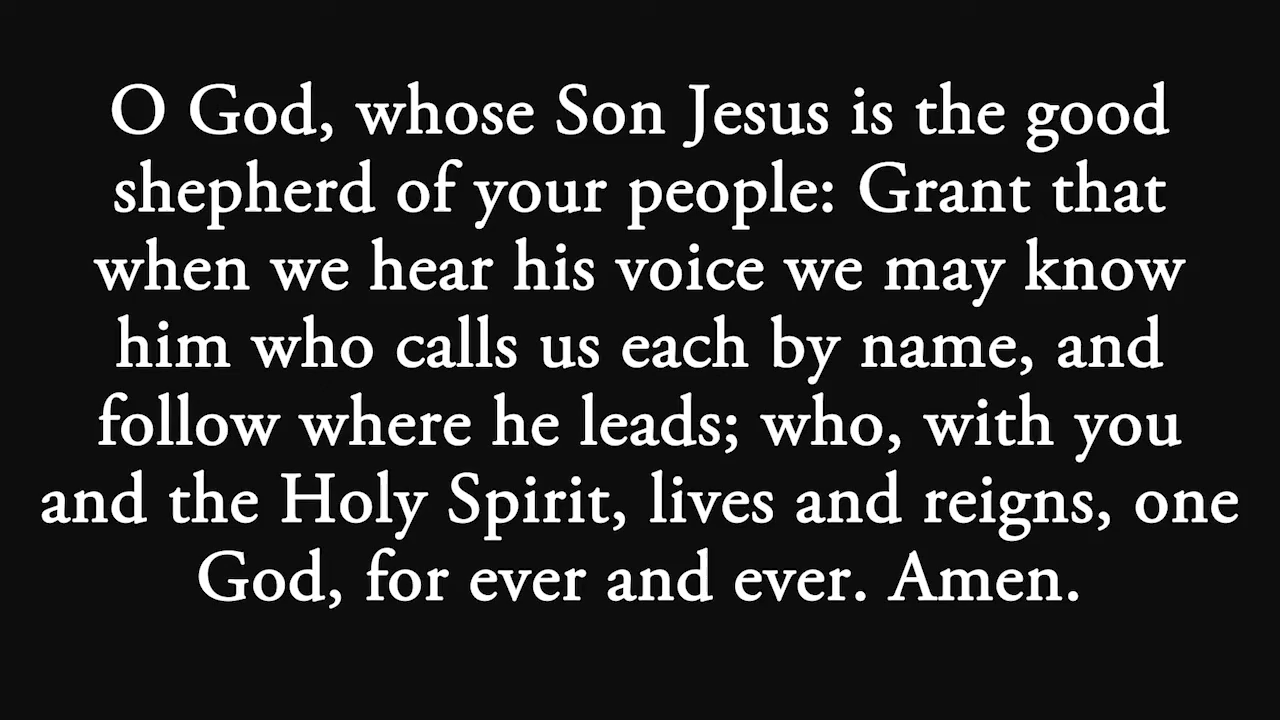 O God, whose Son Jesus is the good
shepherd of your people: Grant that
when we hear his voice we may know
him who calls us each by name, and
follow where he leads; who, with you
and the Holy Spirit, lives and reigns, one
God, for ever and ever. Amen.